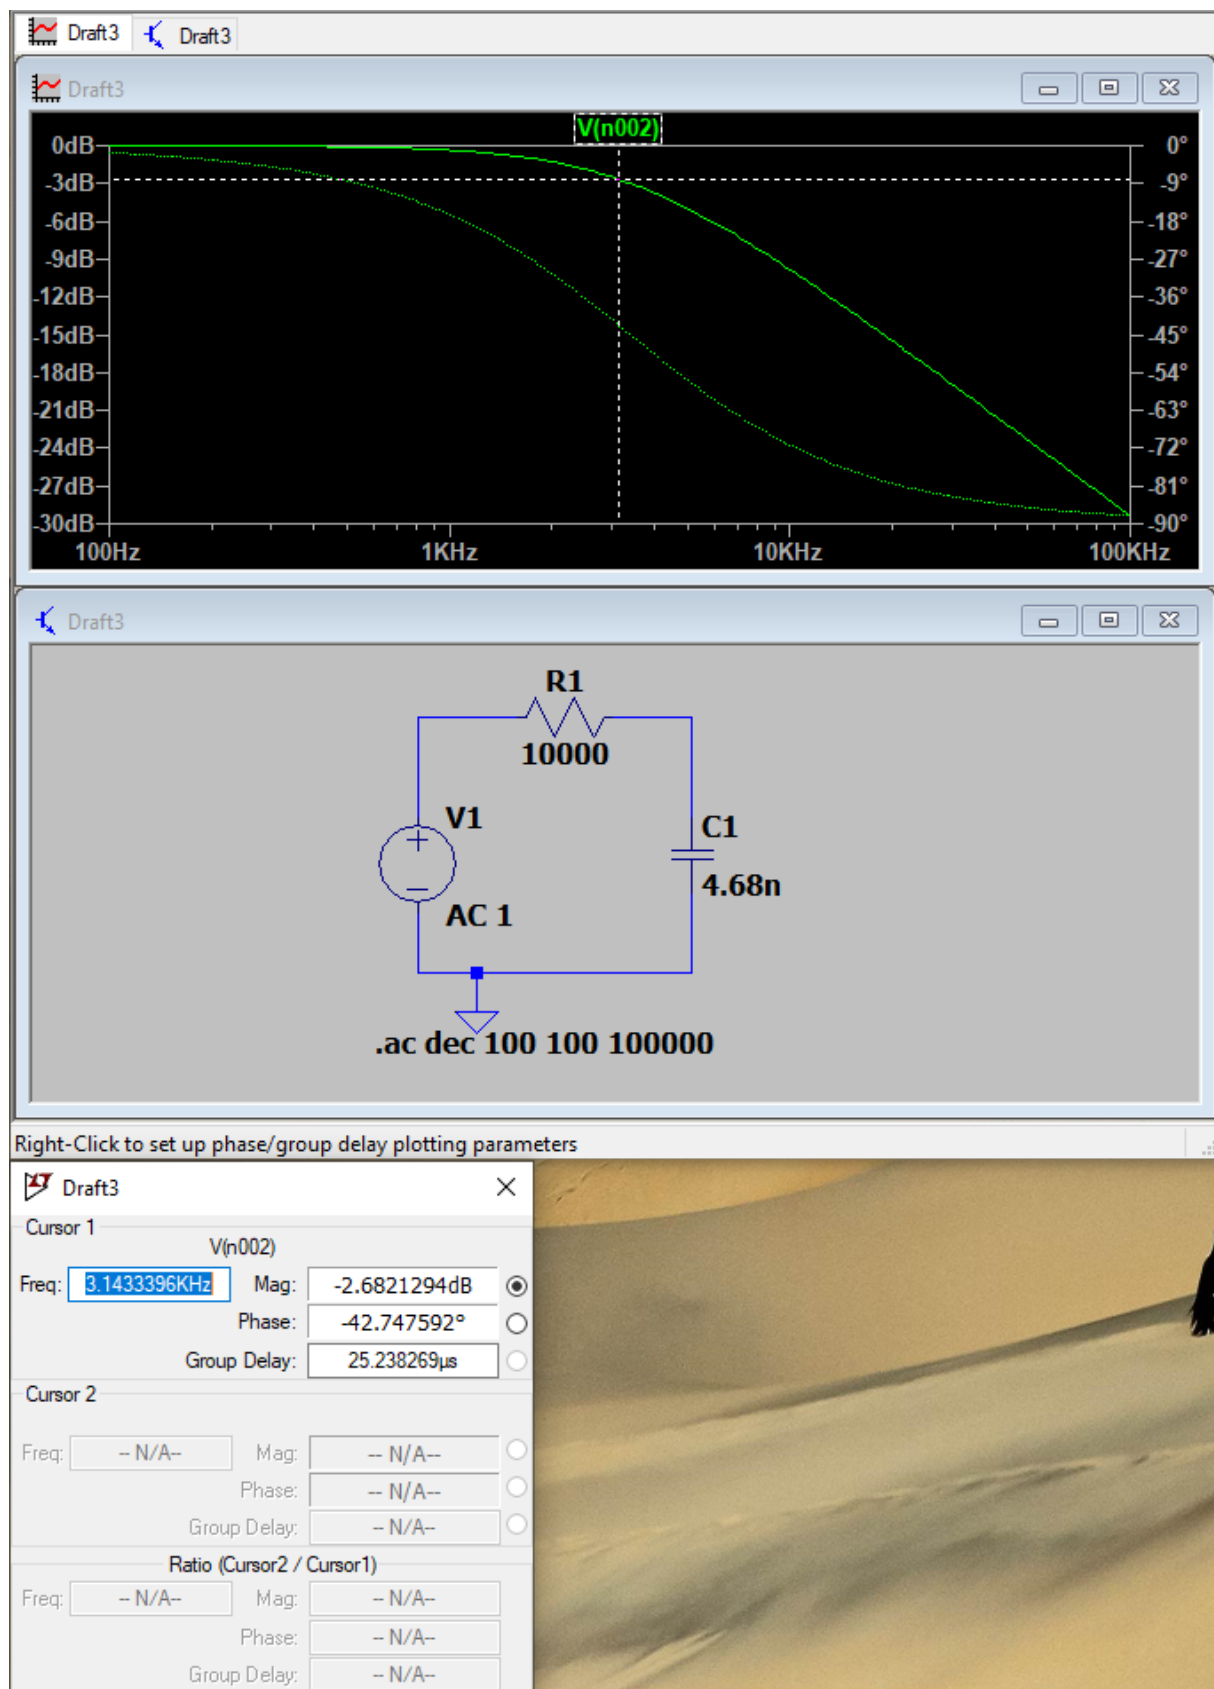 Draft3 Draft3
Draft3
V(n002)
0dB 0°
-3dB -9°
-6dB -18°
-9dB -27°
-12dB -36°
-15dB -45°
-18dB -54°
-21dB -63°
-24dB -72°
-27dB -81°
-30dB -90°
100Hz 1KHz 10KHz 100KHz
Draft3
R1
10000
V1
C1
4.68n
AC 1
.ac dec 100 100 100000
Right-Click to set up phase/group delay plotting parameters
Draft3
Cursor 1
V(n002)
Freq: 3.1433396KHz Mag: -2.6821294dB
Phase: -42.747592°
Group Delay: 25.238269µs
Cursor 2
Freq: -- N/A-- Mag: -- N/A--
Phase: -- N/A--
Group Delay: -- N/A--
Ratio (Cursor2 / Cursor1)
Freq: -- N/A-- Mag: -- N/A--
Phase: -- N/A--
Group Delay: -- N/A--